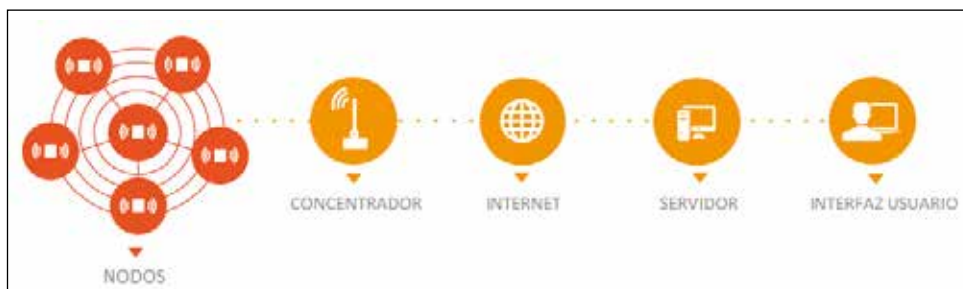 CONCENTRADOR
INTERNET
SERVIDOR
INTERFAZ USUARIO
NODOS